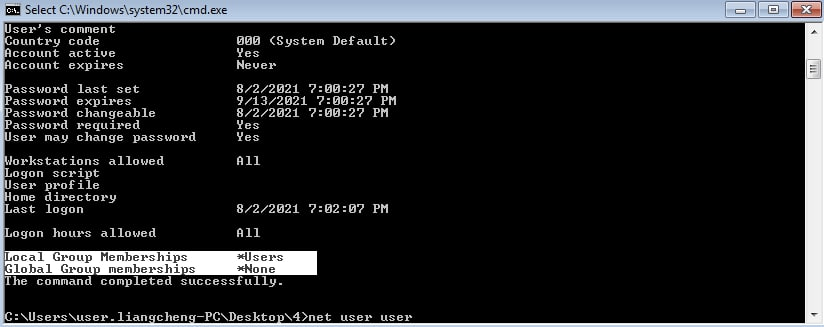 Select C:\Windows\system32\cmd.exe
User's comment
Country code 000 (System Default)
Account active Yes
Account expires Never
Password last set 8/2/2021 7:00:27 PM
Password expires 9/13/2021 7:00:27 PM
Password changeable 8/2/2021 7:00:27 PM
Password required Yes
User may change password Yes
Workstations allowed All
Logon script
User profile
Home directory
Last logon 8/2/2021 7:02:07 PM
Logon hours allowed All
Local Group Memberships *Users
Global Group memberships *None
The command completed successfully.
C:\Users\user.liangcheng-PC\Desktop\4>net user user